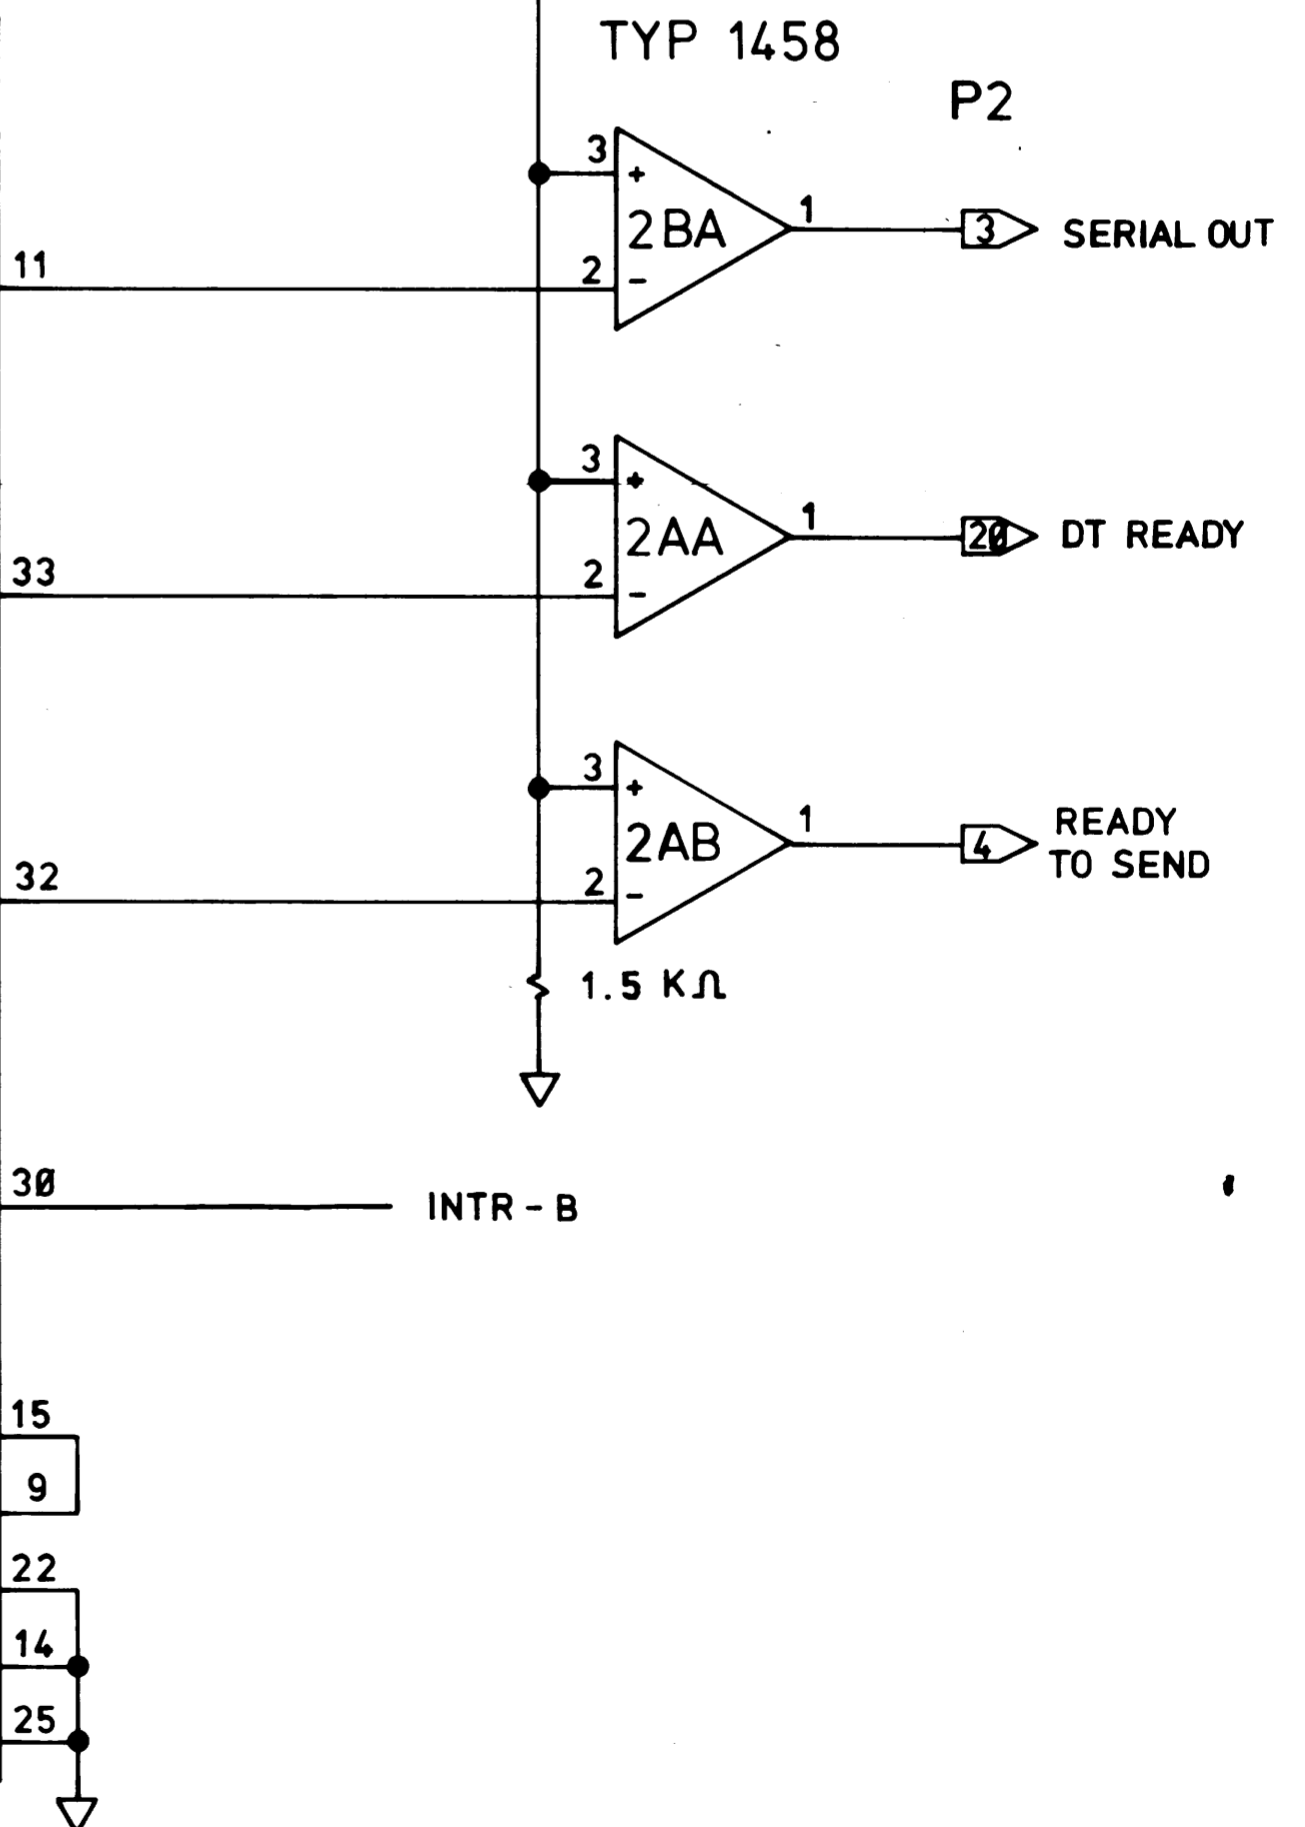 TYP 1458
P2
3
+
2BA
1
3
SERIAL OUT
11
2
-
3
+
2AA
1
20
DT READY
33
2
-
3
+
2AB
1
4
READY
TO SEND
32
2
-
1.5 KΩ
30
INTR - B
15
9
22
14
25